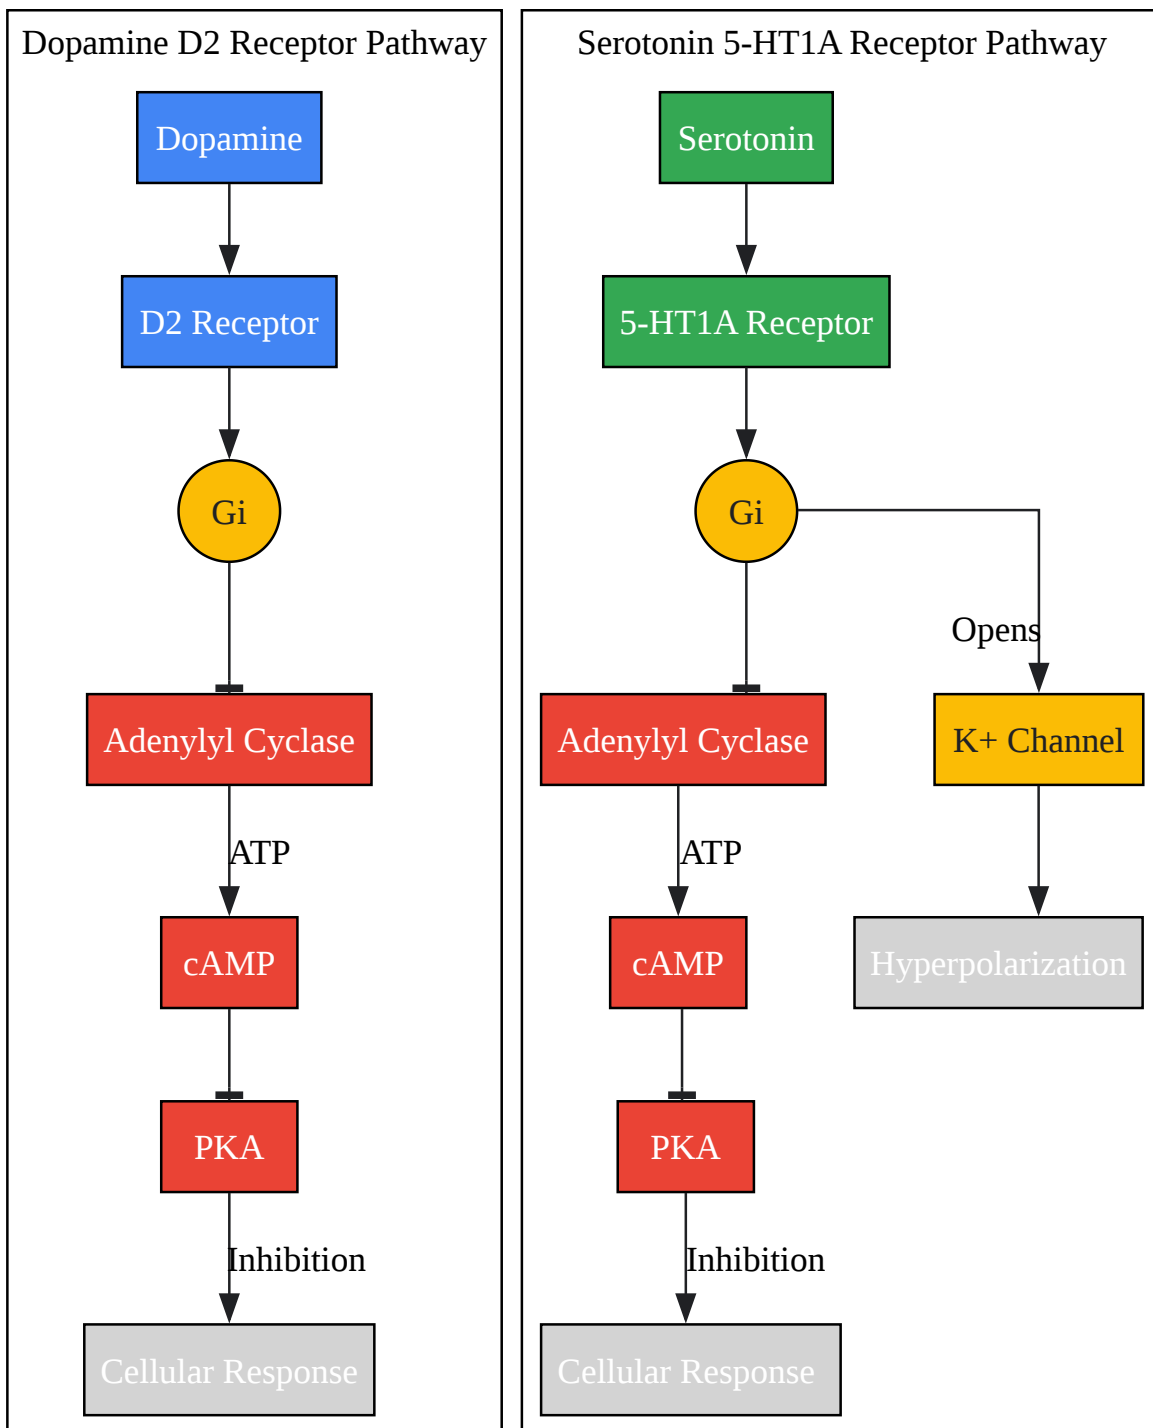 Dopamine D2 Receptor Pathway
Dopamine
D2 Receptor
Gi
Adenylyl Cyclase
ATP
cAMP
PKA
Inhibition
Cellular Response
Serotonin 5-HT1A Receptor Pathway
Serotonin
5-HT1A Receptor
Gi
Opens
Adenylyl Cyclase
K+ Channel
ATP
cAMP
Hyperpolarization
PKA
Inhibition
Cellular Response